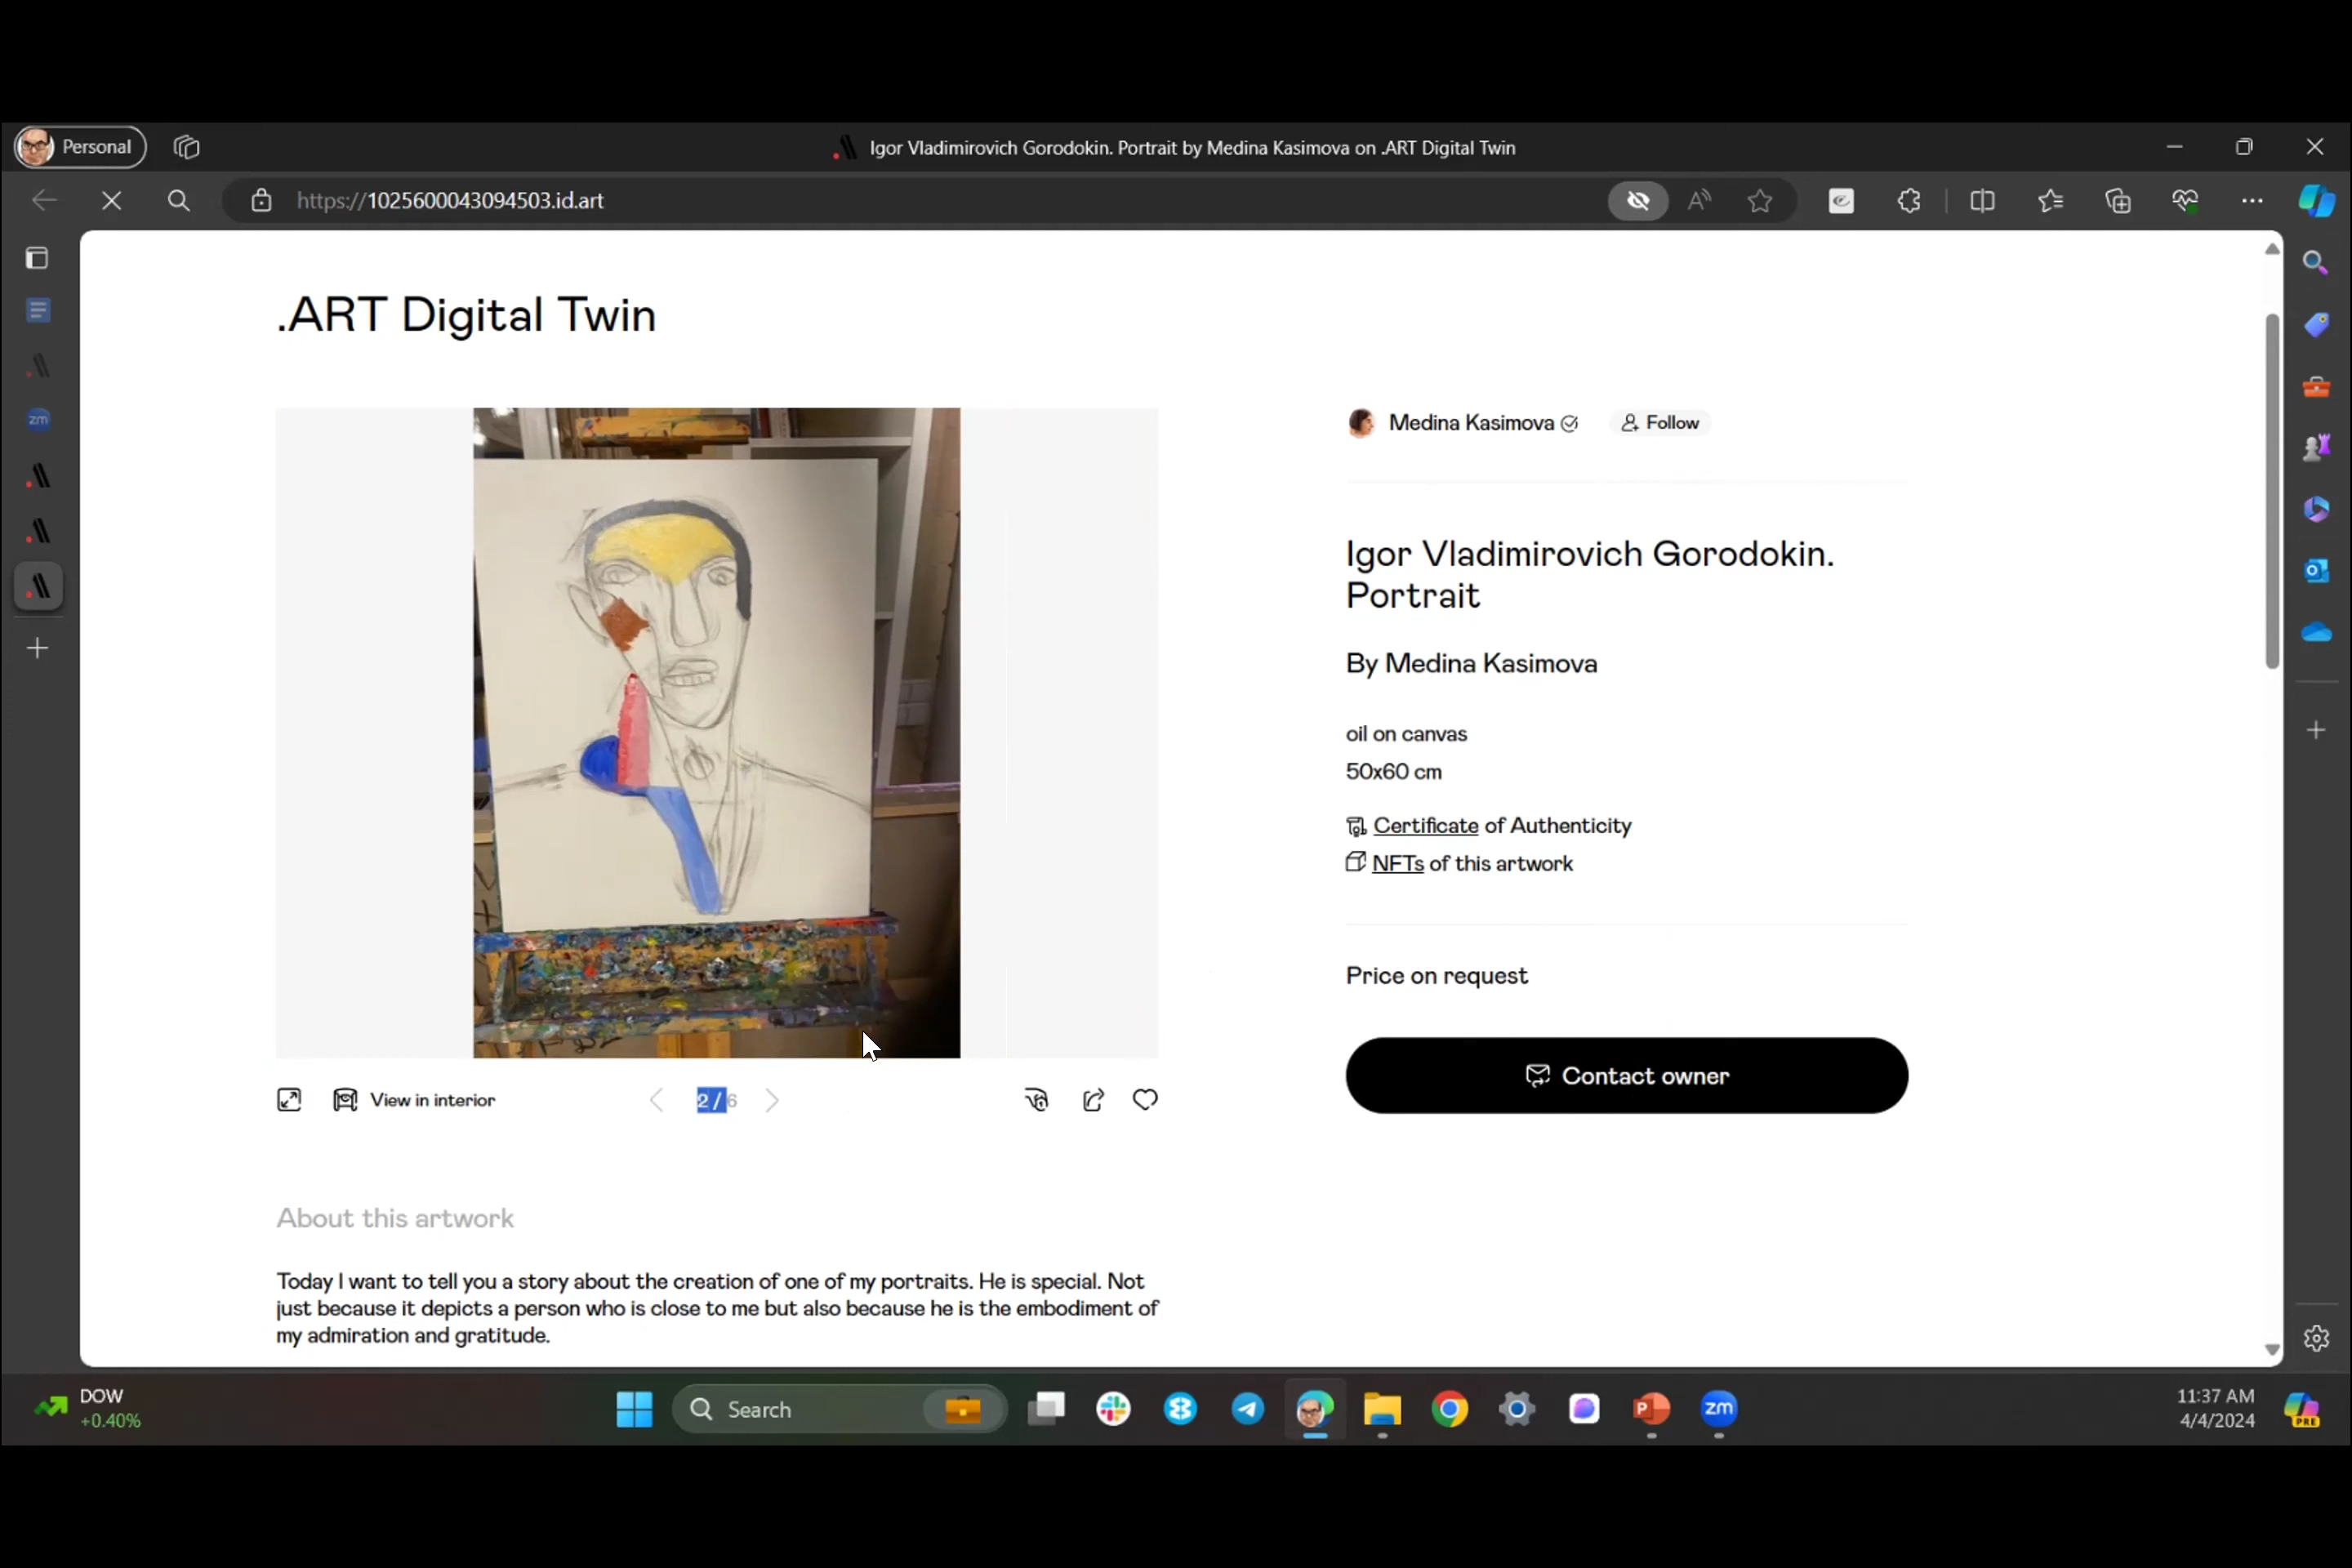 Personal
Igor Vladimirovich Gorodokin. Portrait by Medina Kasimova on .ART Digital Twin
https://1025600043094503.id.art
zm
.ART Digital Twin
Medina Kasimova
Follow
Igor Vladimirovich Gorodokin.
Portrait
By Medina Kasimova
oil on canvas
50x60 cm
Certificate of Authenticity
NFTs of this artwork
Price on request
Contact owner
View in interior
2 / 6
About this artwork
Today I want to tell you a story about the creation of one of my portraits. He is special. Not
just because it depicts a person who is close to me but also because he is the embodiment of
my admiration and gratitude.
DOW
+0.40%
Search
zm
11:37 AM
4/4/2024
PRE